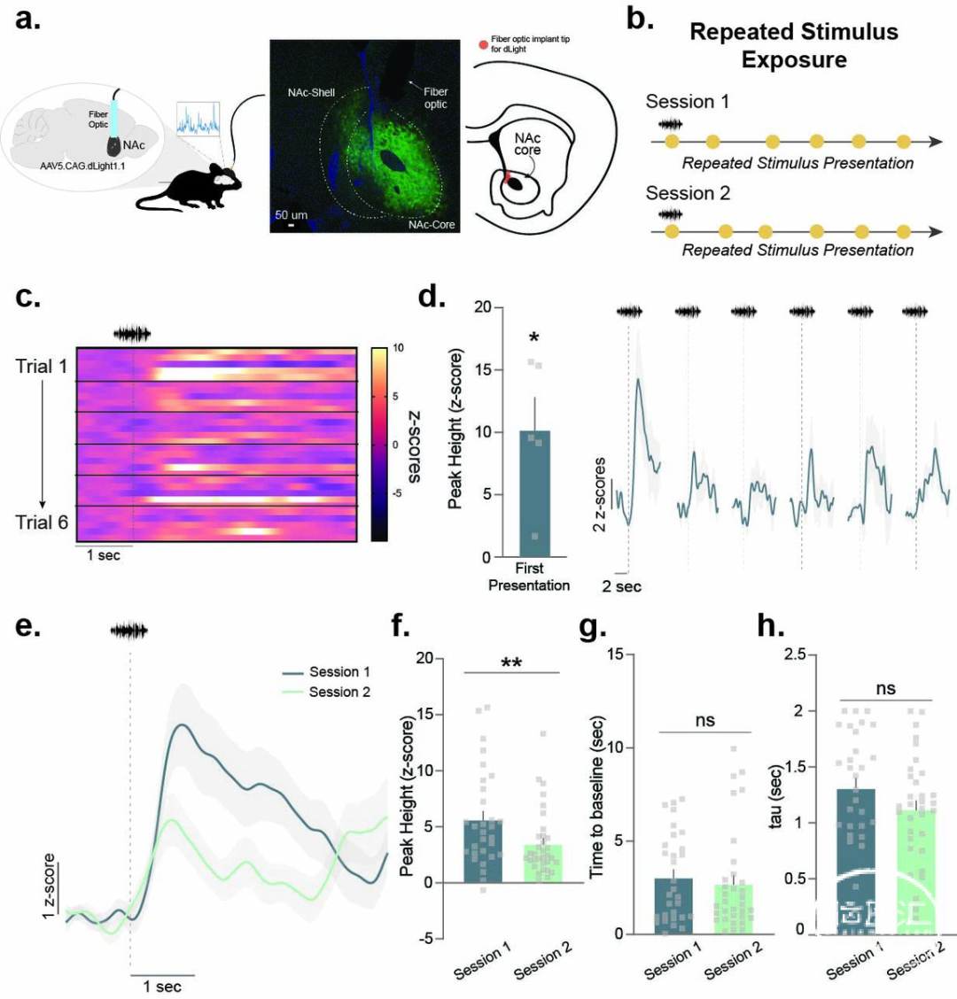 a.
Fiber
Optic
NAc
AAV5.CAG.dLight1.1
NAc-Shell
Fiber
optic
50 um
NAc-Core
Fiber optic implant tip
for dLight
NAc
core
b.
Repeated Stimulus
Exposure
Session 1
Repeated Stimulus Presentation
Session 2
Repeated Stimulus Presentation
c.
Trial 1
Trial 6
1 sec
10
5
0
-5
z-scores
d.
Peak Height (z-score)
20
15
10
5
0
*
First
Presentation
2 z-scores
2 sec
e.
Session 1
Session 2
1 z-score
1 sec
f.
Peak Height (z-score)
20
15
10
5
0
-5
**
Session 1
Session 2
g.
Time to baseline (sec)
15
10
5
0
ns
Session 1
Session 2
h.
tau (sec)
2.5
2
1.5
1
0.5
0
ns
Session 1
Session 2